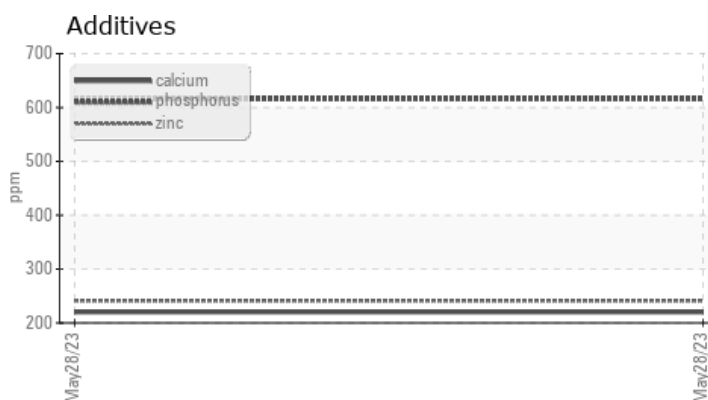 Additives
700
600
500
400
300
200
ppm
calcium
phosphorus
zinc
May28/23
May28/23